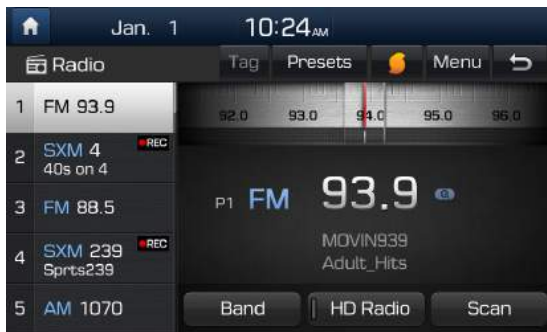 Jan. 1 10:24 AM
Radio Tag Presets Menu
92.0 93.0 94.0 95.0 96.0
1 FM 93.9
2 SXM 4 REC
40s on 4
3 FM 88.5
4 SXM 239 REC
Sprts239
5 AM 1070
P1 FM 93.9
MOVIN939
Adult_Hits
Band HD Radio Scan